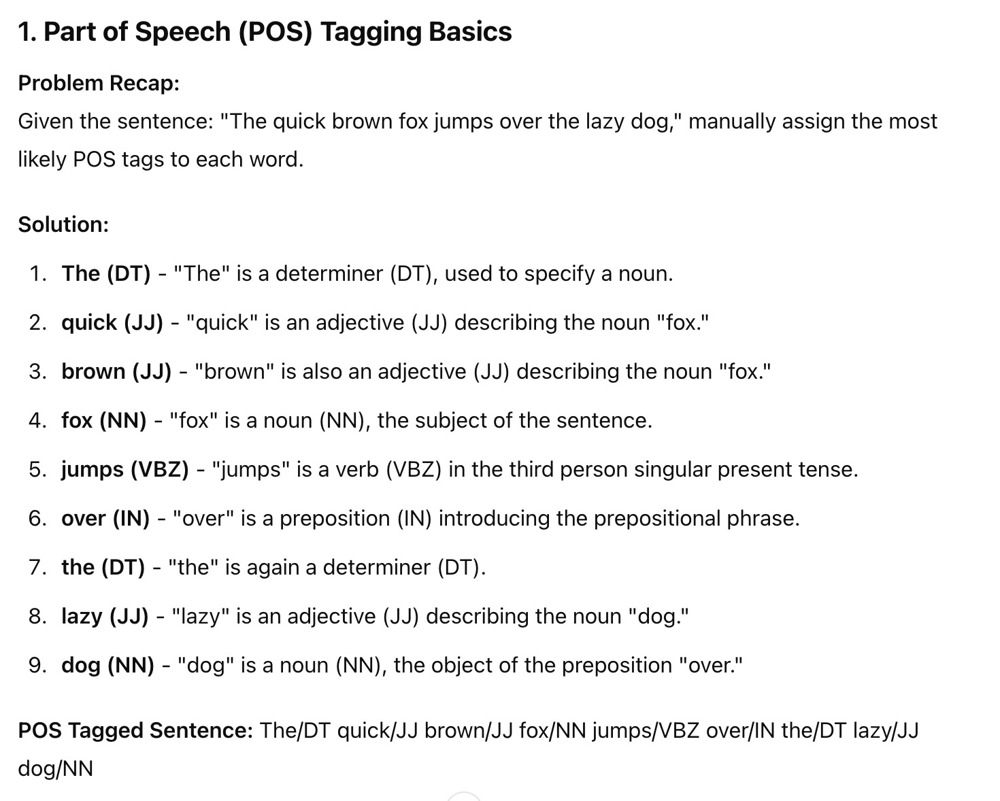 1. Part of Speech (POS) Tagging Basics
Problem Recap:
Given the sentence: "The quick brown fox jumps over the lazy dog," manually assign the most
likely POS tags to each word.
Solution:
1. The (DT) - "The" is a determiner (DT), used to specify a noun.
2. quick (JJ) - "quick" is an adjective (JJ) describing the noun "fox."
3. brown (JJ) - "brown" is also an adjective (JJ) describing the noun "fox."
4. fox (NN) - "fox" is a noun (NN), the subject of the sentence.
5. jumps (VBZ) - "jumps" is a verb (VBZ) in the third person singular present tense.
6. over (IN) - "over" is a preposition (IN) introducing the prepositional phrase.
7. the (DT) - "the" is again a determiner (DT).
8. lazy (JJ) - "lazy" is an adjective (JJ) describing the noun "dog."
9. dog (NN) - "dog" is a noun (NN), the object of the preposition "over."
POS Tagged Sentence: The/DT quick/JJ brown/JJ fox/NN jumps/VBZ over/IN the/DT lazy/JJ
dog/NN